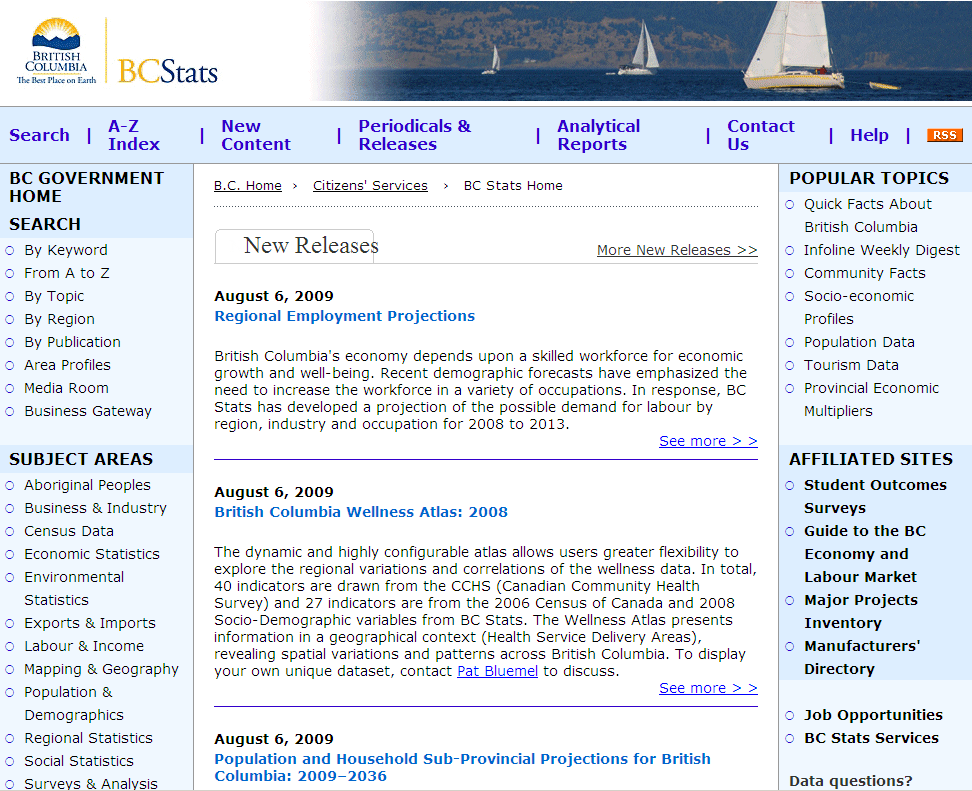 BRITISH
COLUMBIA
The Best Place on Earth
BCStats
Search | A-Z Index | New Content | Periodicals & Releases | Analytical Reports | Contact Us | Help | RSS
BC GOVERNMENT
HOME
SEARCH
By Keyword
From A to Z
By Topic
By Region
By Publication
Area Profiles
Media Room
Business Gateway
SUBJECT AREAS
Aboriginal Peoples
Business & Industry
Census Data
Economic Statistics
Environmental
Statistics
Exports & Imports
Labour & Income
Mapping & Geography
Population &
Demographics
Regional Statistics
Social Statistics
Surveys & Analysis
B.C. Home › Citizens' Services › BC Stats Home
New Releases
More New Releases >>
August 6, 2009
Regional Employment Projections
British Columbia's economy depends upon a skilled workforce for economic
growth and well-being. Recent demographic forecasts have emphasized the
need to increase the workforce in a variety of occupations. In response, BC
Stats has developed a projection of the possible demand for labour by
region, industry and occupation for 2008 to 2013.
See more > >
August 6, 2009
British Columbia Wellness Atlas: 2008
The dynamic and highly configurable atlas allows users greater flexibility to
explore the regional variations and correlations of the wellness data. In total,
40 indicators are drawn from the CCHS (Canadian Community Health
Survey) and 27 indicators are from the 2006 Census of Canada and 2008
Socio-Demographic variables from BC Stats. The Wellness Atlas presents
information in a geographical context (Health Service Delivery Areas),
revealing spatial variations and patterns across British Columbia. To display
your own unique dataset, contact Pat Bluemel to discuss.
See more > >
August 6, 2009
Population and Household Sub-Provincial Projections for British
Columbia: 2009–2036
POPULAR TOPICS
Quick Facts About
British Columbia
Infoline Weekly Digest
Community Facts
Socio-economic
Profiles
Population Data
Tourism Data
Provincial Economic
Multipliers
AFFILIATED SITES
Student Outcomes
Surveys
Guide to the BC
Economy and
Labour Market
Major Projects
Inventory
Manufacturers'
Directory
Job Opportunities
BC Stats Services
Data questions?